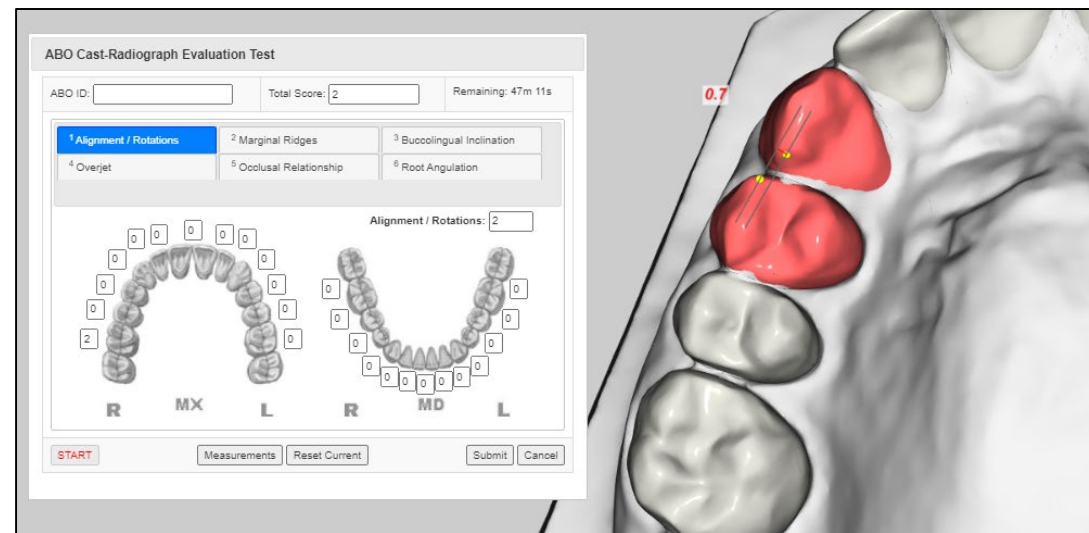 ABO Cast-Radiograph Evaluation Test
ABO ID: Total Score: 2 Remaining: 47m 11s
1 Alignment / Rotations 2 Marginal Ridges 3 Buccolingual Inclination
4 Overjet 5 Occlusal Relationship 6 Root Angulation
Alignment / Rotations: 2
0 0 0 0 0
0 0
0 0 0 0
0 0 0 0
2 0 0 0
0 0
0 0 0 0 0 0
R MX L R MD L
START Measurements Reset Current Submit Cancel
0.7